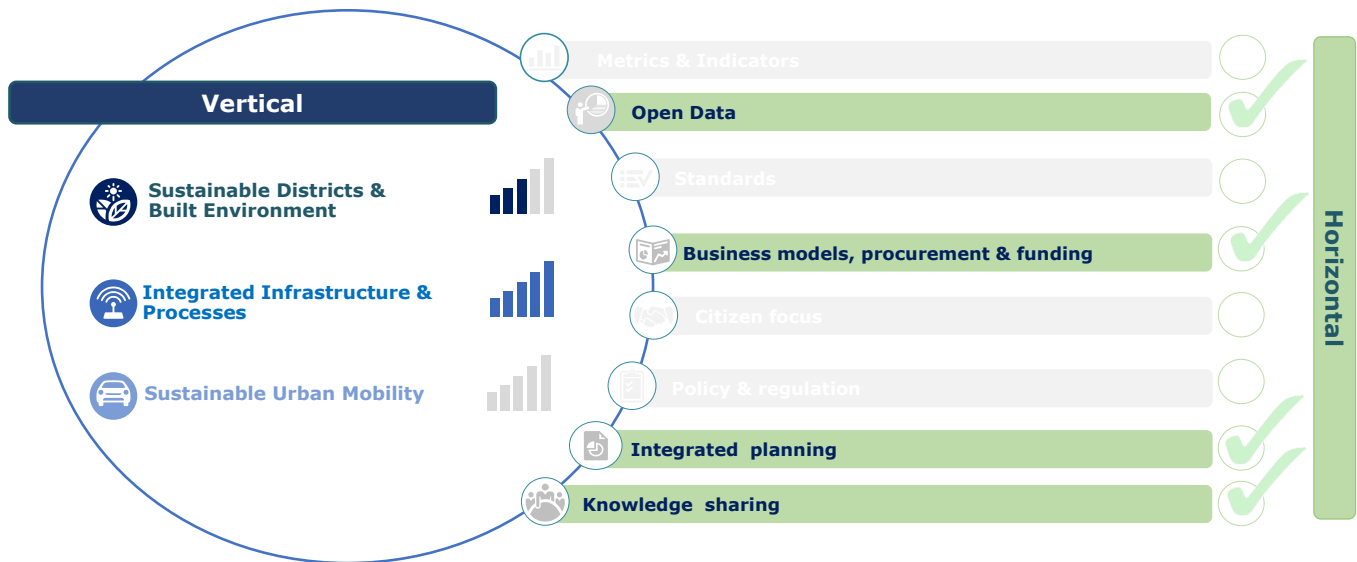 Vertical
Sustainable Districts &
Built Environment
Integrated Infrastructure &
Processes
Sustainable Urban Mobility
Metrics & Indicators
Open Data
Standards
Business models, procurement & funding
Citizen focus
Policy & regulation
Integrated planning
Knowledge sharing
Horizontal